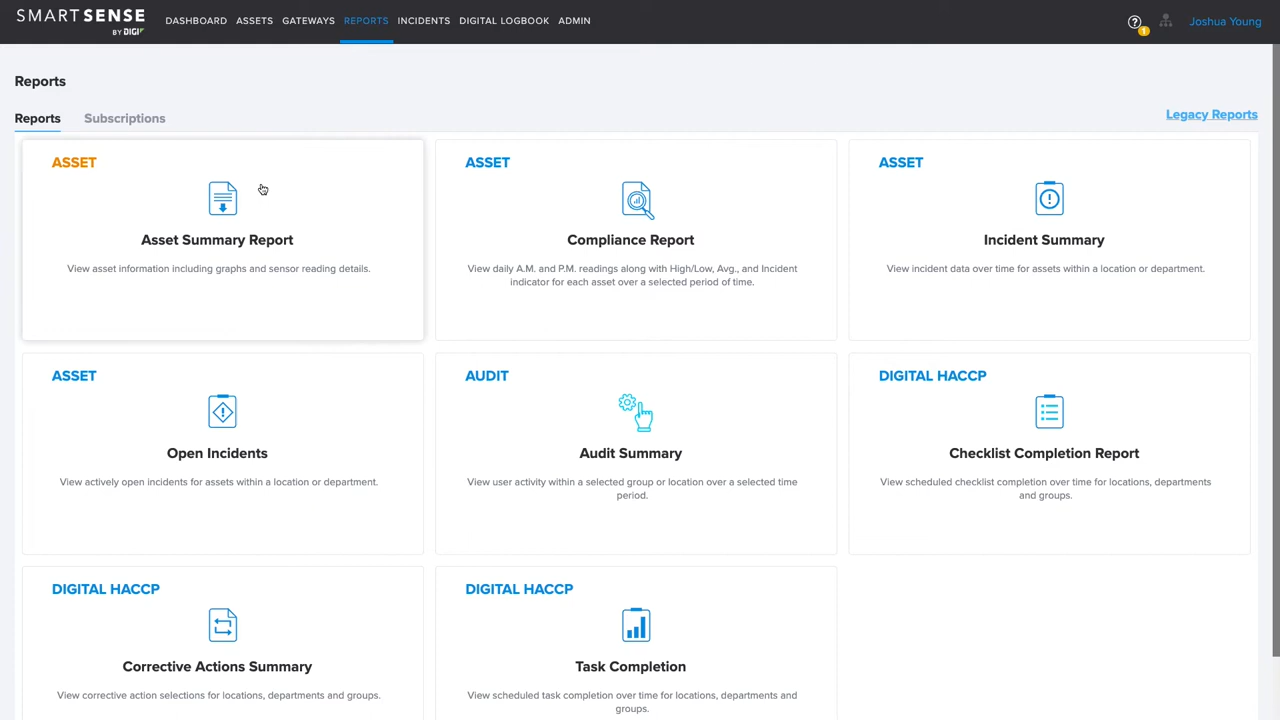 SMARTSENSE
BY DIGI
DASHBOARD ASSETS GATEWAYS REPORTS INCIDENTS DIGITAL LOGBOOK ADMIN
? 1
Joshua Young
Reports
Reports Subscriptions
Legacy Reports
ASSET
Asset Summary Report
View asset information including graphs and sensor reading details.
ASSET
Compliance Report
View daily A.M. and P.M. readings along with High/Low, Avg., and Incident
indicator for each asset over a selected period of time.
ASSET
Incident Summary
View incident data over time for assets within a location or department.
ASSET
Open Incidents
View actively open incidents for assets within a location or department.
AUDIT
Audit Summary
View user activity within a selected group or location over a selected time
period.
DIGITAL HACCP
Checklist Completion Report
View scheduled checklist completion over time for locations, departments
and groups.
DIGITAL HACCP
Corrective Actions Summary
View corrective action selections for locations, departments and groups.
DIGITAL HACCP
Task Completion
View scheduled task completion over time for locations, departments and
groups.